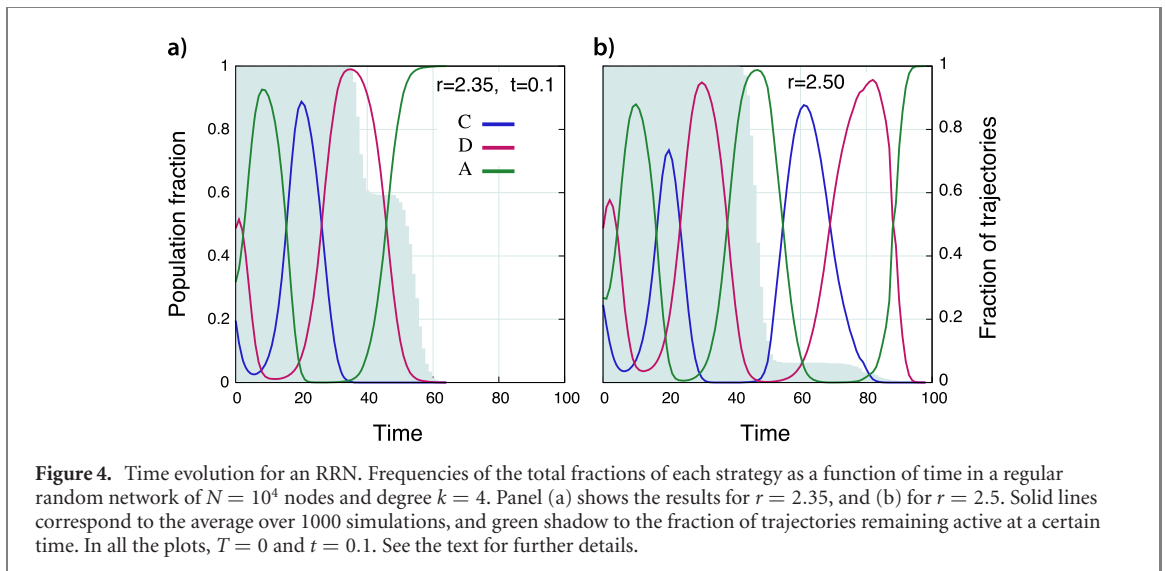 a)
b)
r=2.35, t=0.1
C
D
A
r=2.50
Population fraction
Fraction of trajectories
1
0.8
0.6
0.4
0.2
0
0 20 40 60 80 100
Time
1
0.8
0.6
0.4
0.2
0
0 20 40 60 80 100
Time
Figure 4. Time evolution for an RRN. Frequencies of the total fractions of each strategy as a function of time in a regular
random network of N = 10⁴ nodes and degree k = 4. Panel (a) shows the results for r = 2.35, and (b) for r = 2.5. Solid lines
correspond to the average over 1000 simulations, and green shadow to the fraction of trajectories remaining active at a certain
time. In all the plots, T = 0 and t = 0.1. See the text for further details.